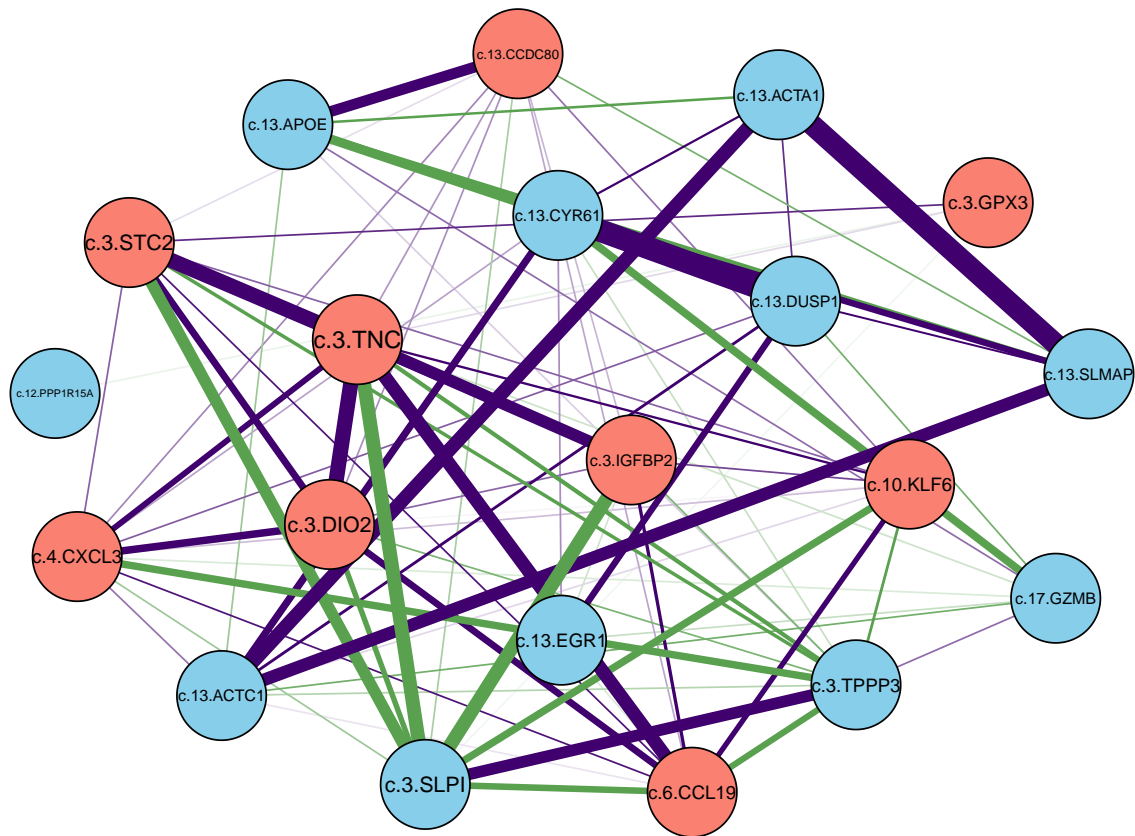 c.13.CCDC80
c.13.ACTA1
c.13.APOE
c.3.GPX3
c.13.CYR61
c.3.STC2
c.13.DUSP1
c.3.TNC
c.13.SLMAP
c.12.PPP1R15A
c.3.IGFBP2
c.10.KLF6
c.3.DIO2
c.4.CXCL3
c.17.GZMB
c.13.EGR1
c.3.TPPP3
c.13.ACTC1
c.3.SLPI
c.6.CCL19